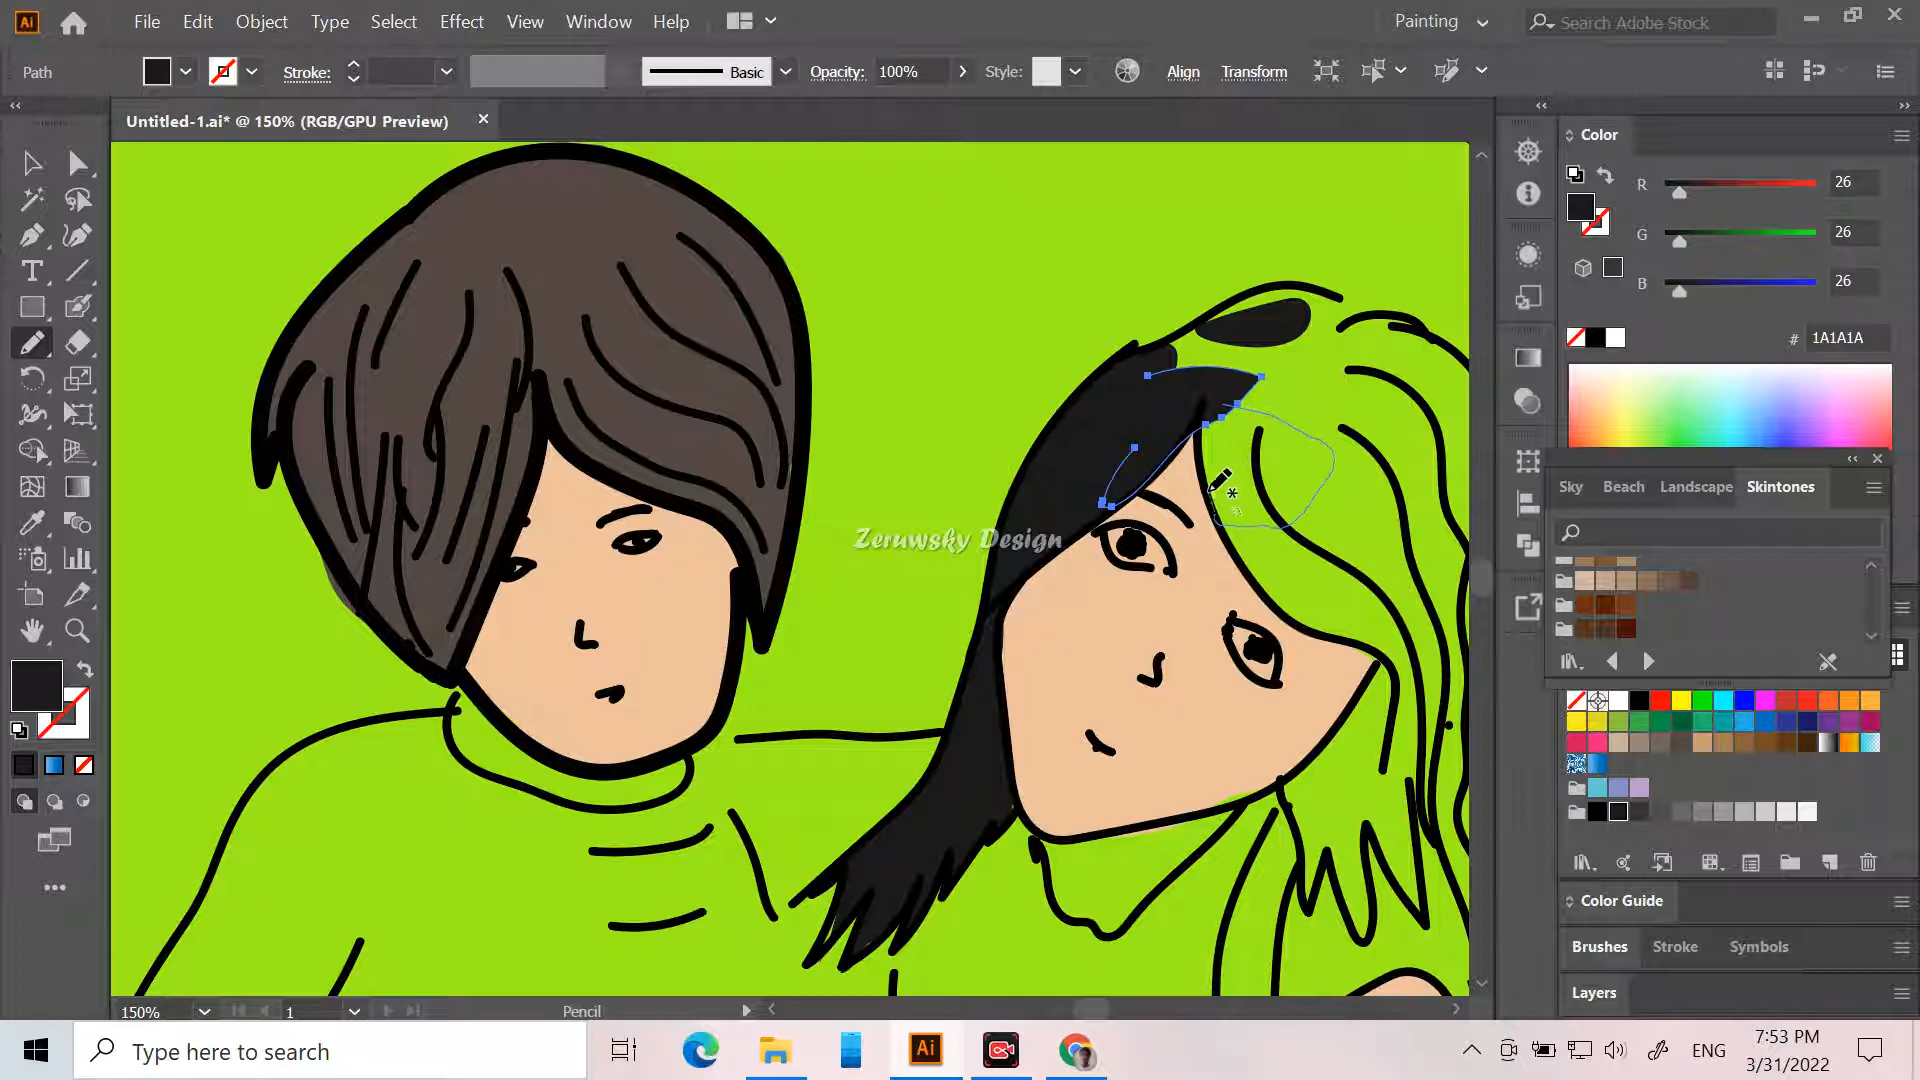 Ai File Edit Object Type Select Effect View Window Help Painting Search Adobe Stock
Path Stroke: Basic Opacity: 100% Style: Align Transform
Untitled-1.ai* @ 150% (RGB/GPU Preview)
Color
R 26
G 26
B 26
# 1A1A1A
Sky Beach Landscape Skintones
Zeruwsky Design
Color Guide
Brushes Stroke Symbols
Layers
150% 1 Pencil
Type here to search
Ai
ENG
7:53 PM
3/31/2022